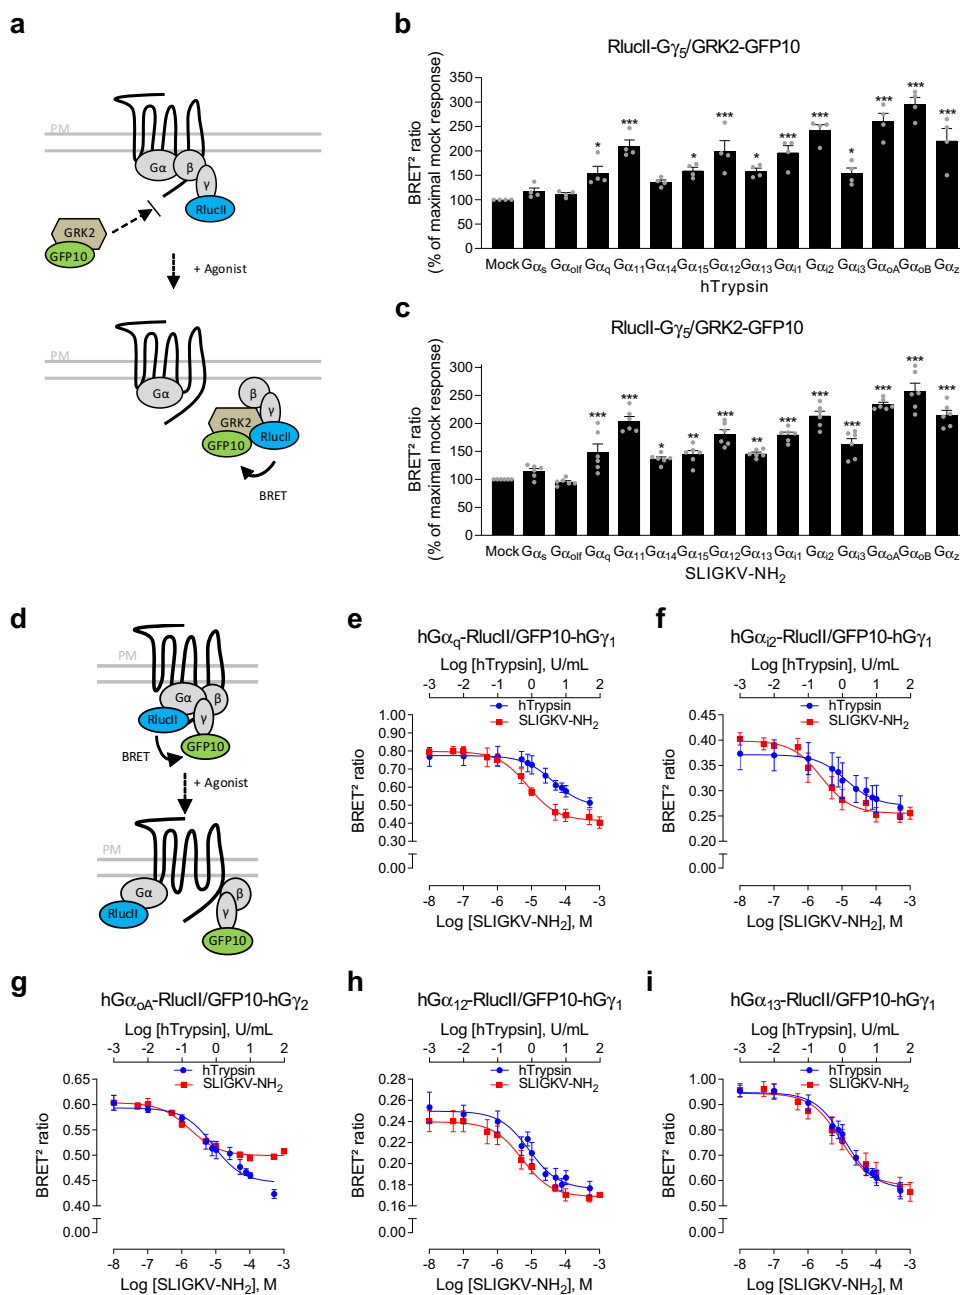 a
PM
Gα
β
γ
RlucII
GRK2
GFP10
+ Agonist
PM
Gα
β
γ
GRK2
GFP10
RlucII
BRET
b
RlucII-Gγ5/GRK2-GFP10
BRET² ratio
(% of maximal mock response)
350
300
250
200
150
100
50
0
* *** * *** * *** *** * *** *** ***
Mock Gαs Gαolf Gαq Gα11 Gα14 Gα15 Gα12 Gα13 Gαi1 Gαi2 Gαi3 GαoA GαoB Gαz
hTrypsin
c
RlucII-Gγ5/GRK2-GFP10
BRET² ratio
(% of maximal mock response)
300
250
200
150
100
50
0
*** *** * ** *** ** *** *** *** *** *** ***
Mock Gαs Gαolf Gαq Gα11 Gα14 Gα15 Gα12 Gα13 Gαi1 Gαi2 Gαi3 GαoA GαoB Gαz
SLIGKV-NH2
d
PM
Gα
β
γ
RlucII
BRET
GFP10
+ Agonist
PM
Gα
β
RlucII
γ
GFP10
e
hGαq-RlucII/GFP10-hGγ1
Log [hTrypsin], U/mL
-3 -2 -1 0 1 2
hTrypsin
SLIGKV-NH2
BRET² ratio
1.00
0.90
0.80
0.70
0.60
0.50
0.40
0.30
0.00
-8 -7 -6 -5 -4 -3
Log [SLIGKV-NH2], M
f
hGαi2-RlucII/GFP10-hGγ1
Log [hTrypsin], U/mL
-3 -2 -1 0 1 2
hTrypsin
SLIGKV-NH2
BRET² ratio
0.45
0.40
0.35
0.30
0.25
0.20
0.00
-8 -7 -6 -5 -4 -3
Log [SLIGKV-NH2], M
g
hGαoA-RlucII/GFP10-hGγ2
Log [hTrypsin], U/mL
-3 -2 -1 0 1 2
hTrypsin
SLIGKV-NH2
BRET² ratio
0.65
0.60
0.55
0.50
0.45
0.40
0.00
-8 -7 -6 -5 -4 -3
Log [SLIGKV-NH2], M
h
hGα12-RlucII/GFP10-hGγ1
Log [hTrypsin], U/mL
-3 -2 -1 0 1 2
hTrypsin
SLIGKV-NH2
BRET² ratio
0.28
0.26
0.24
0.22
0.20
0.18
0.16
0.00
-8 -7 -6 -5 -4 -3
Log [SLIGKV-NH2], M
i
hGα13-RlucII/GFP10-hGγ1
Log [hTrypsin], U/mL
-3 -2 -1 0 1 2
hTrypsin
SLIGKV-NH2
BRET² ratio
1.00
0.90
0.80
0.70
0.60
0.50
0.00
-8 -7 -6 -5 -4 -3
Log [SLIGKV-NH2], M